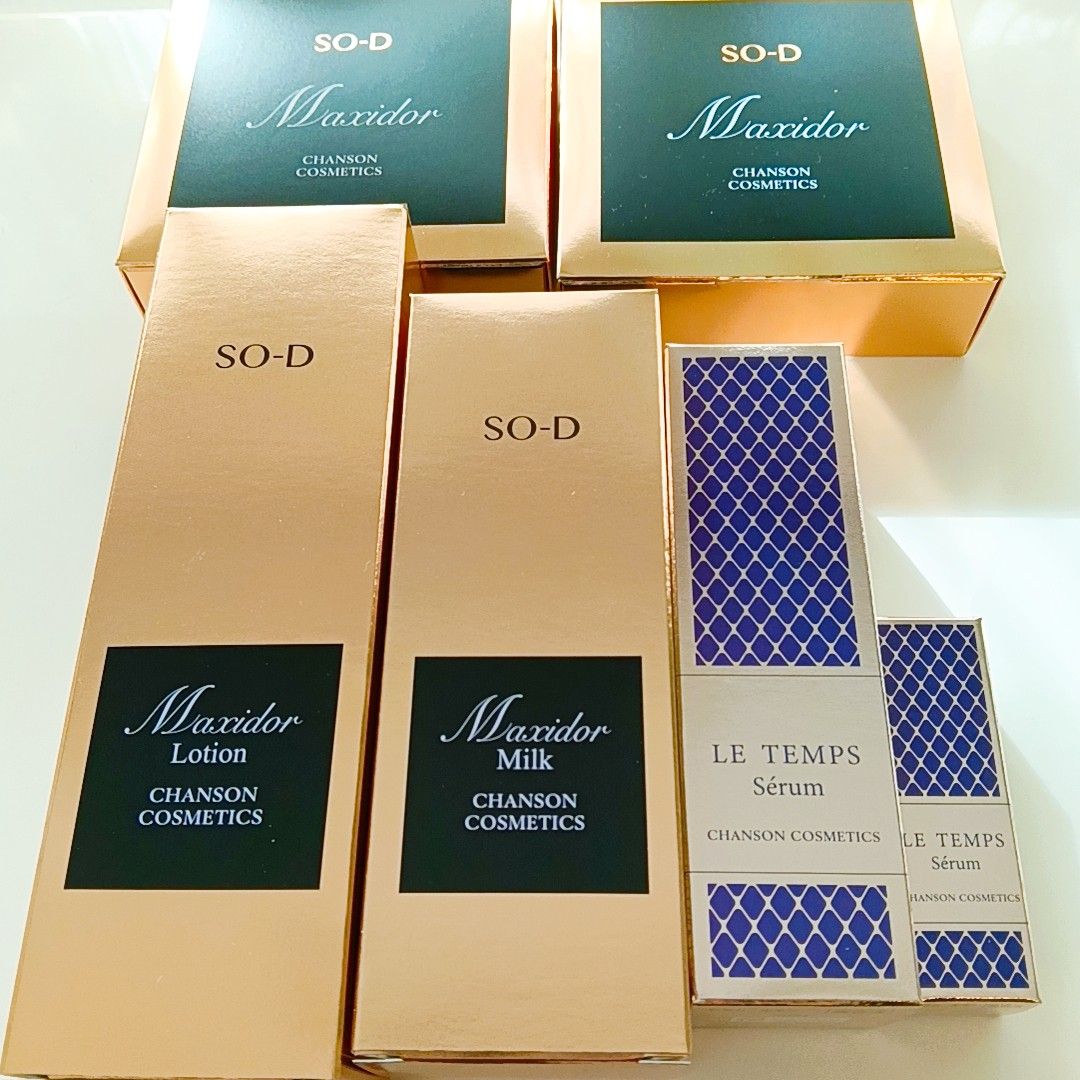 SO-D
Maxidor
CHANSON
COSMETICS
SO-D
Maxidor
CHANSON
COSMETICS
SO-D
Maxidor
Lotion
CHANSON
COSMETICS
SO-D
Maxidor
Milk
CHANSON
COSMETICS
LE TEMPS
Sérum
CHANSON COSMETICS
LE TEMPS
Sérum
HANSON COSMETICS